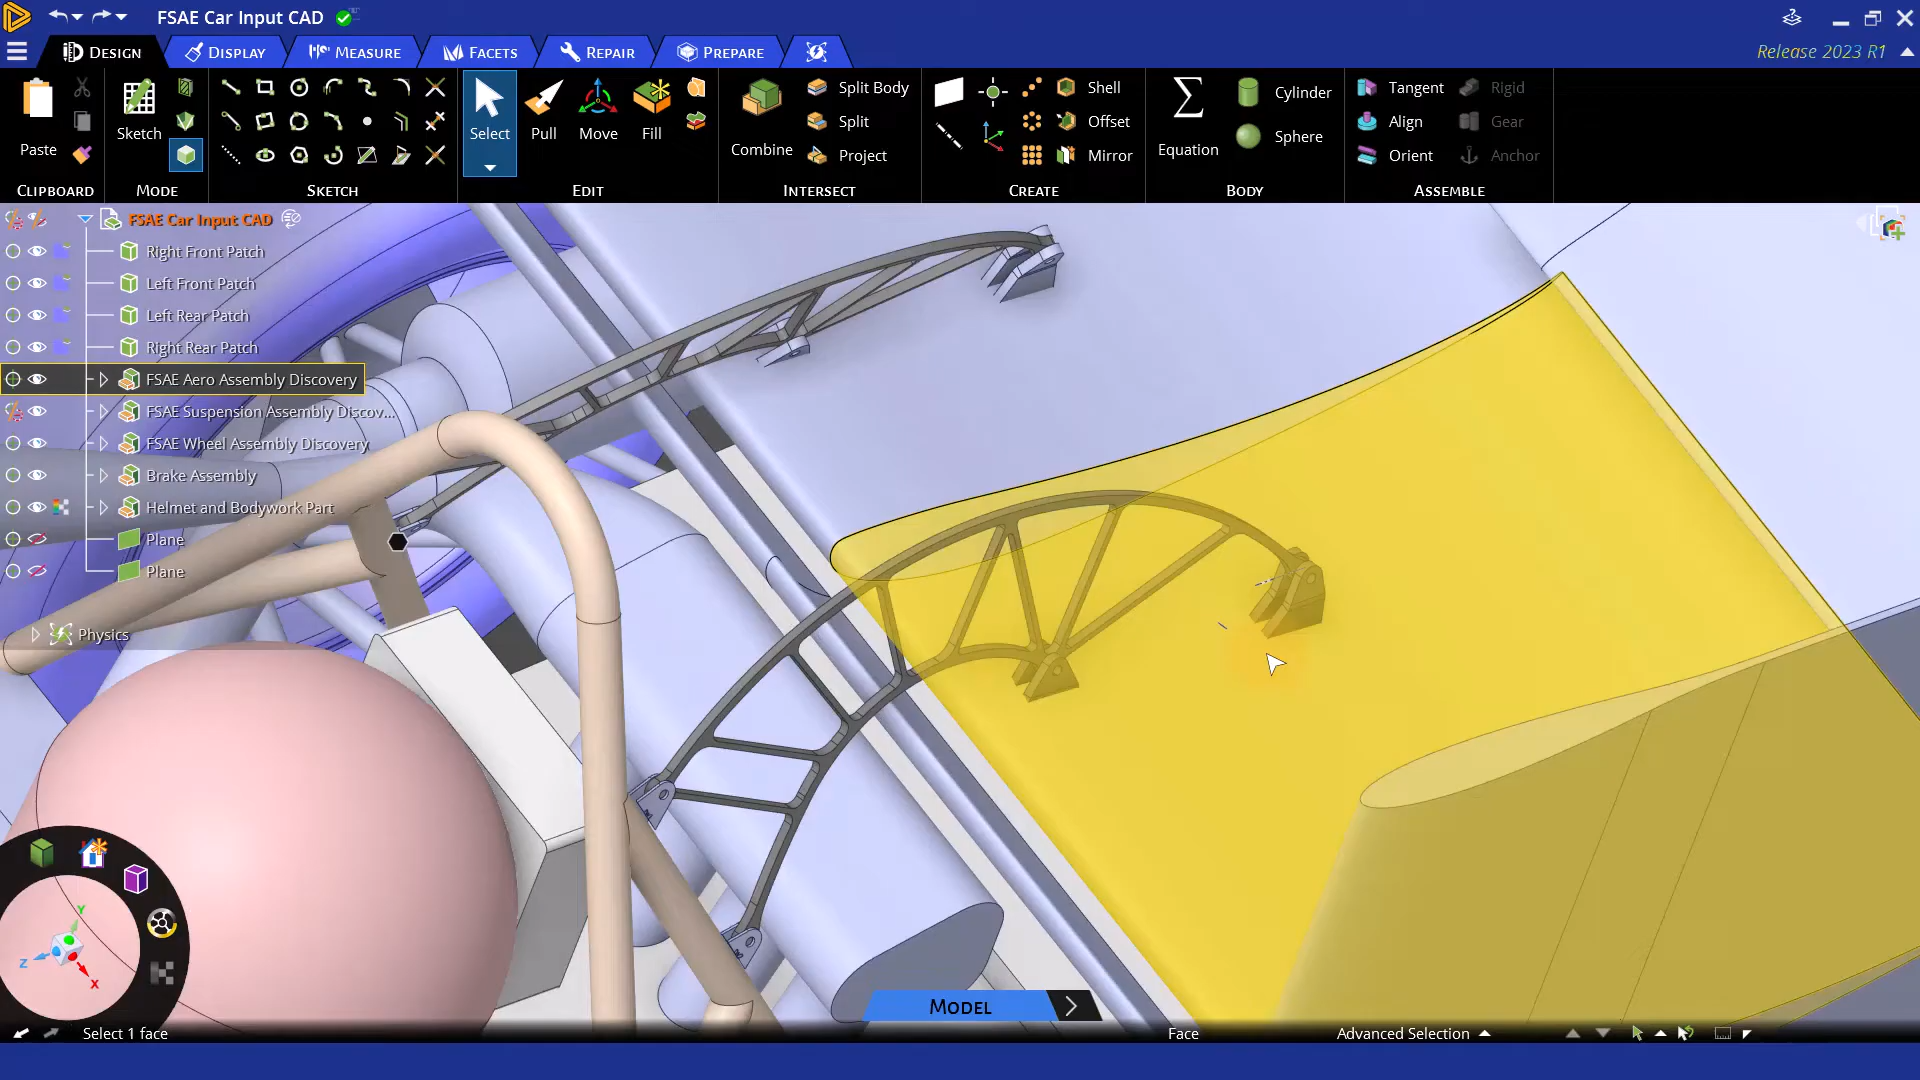 FSAE Car Input CAD
Design
Display
Measure
Facets
Repair
Prepare
Release 2023 R1
Paste
Sketch
Select
Pull
Move
Fill
Combine
Split Body
Split
Project
Shell
Offset
Mirror
Equation
Cylinder
Sphere
Tangent
Align
Orient
Rigid
Gear
Anchor
Clipboard
Mode
Sketch
Edit
Intersect
Create
Body
Assemble
FSAE Car Input CAD
Right Front Patch
Left Front Patch
Left Rear Patch
Right Rear Patch
FSAE Aero Assembly Discovery
FSAE Suspension Assembly Discov...
FSAE Wheel Assembly Discovery
Brake Assembly
Helmet and Bodywork Part
Plane
Plane
Physics
Y
Z
X
Model
Select 1 face
Face
Advanced Selection